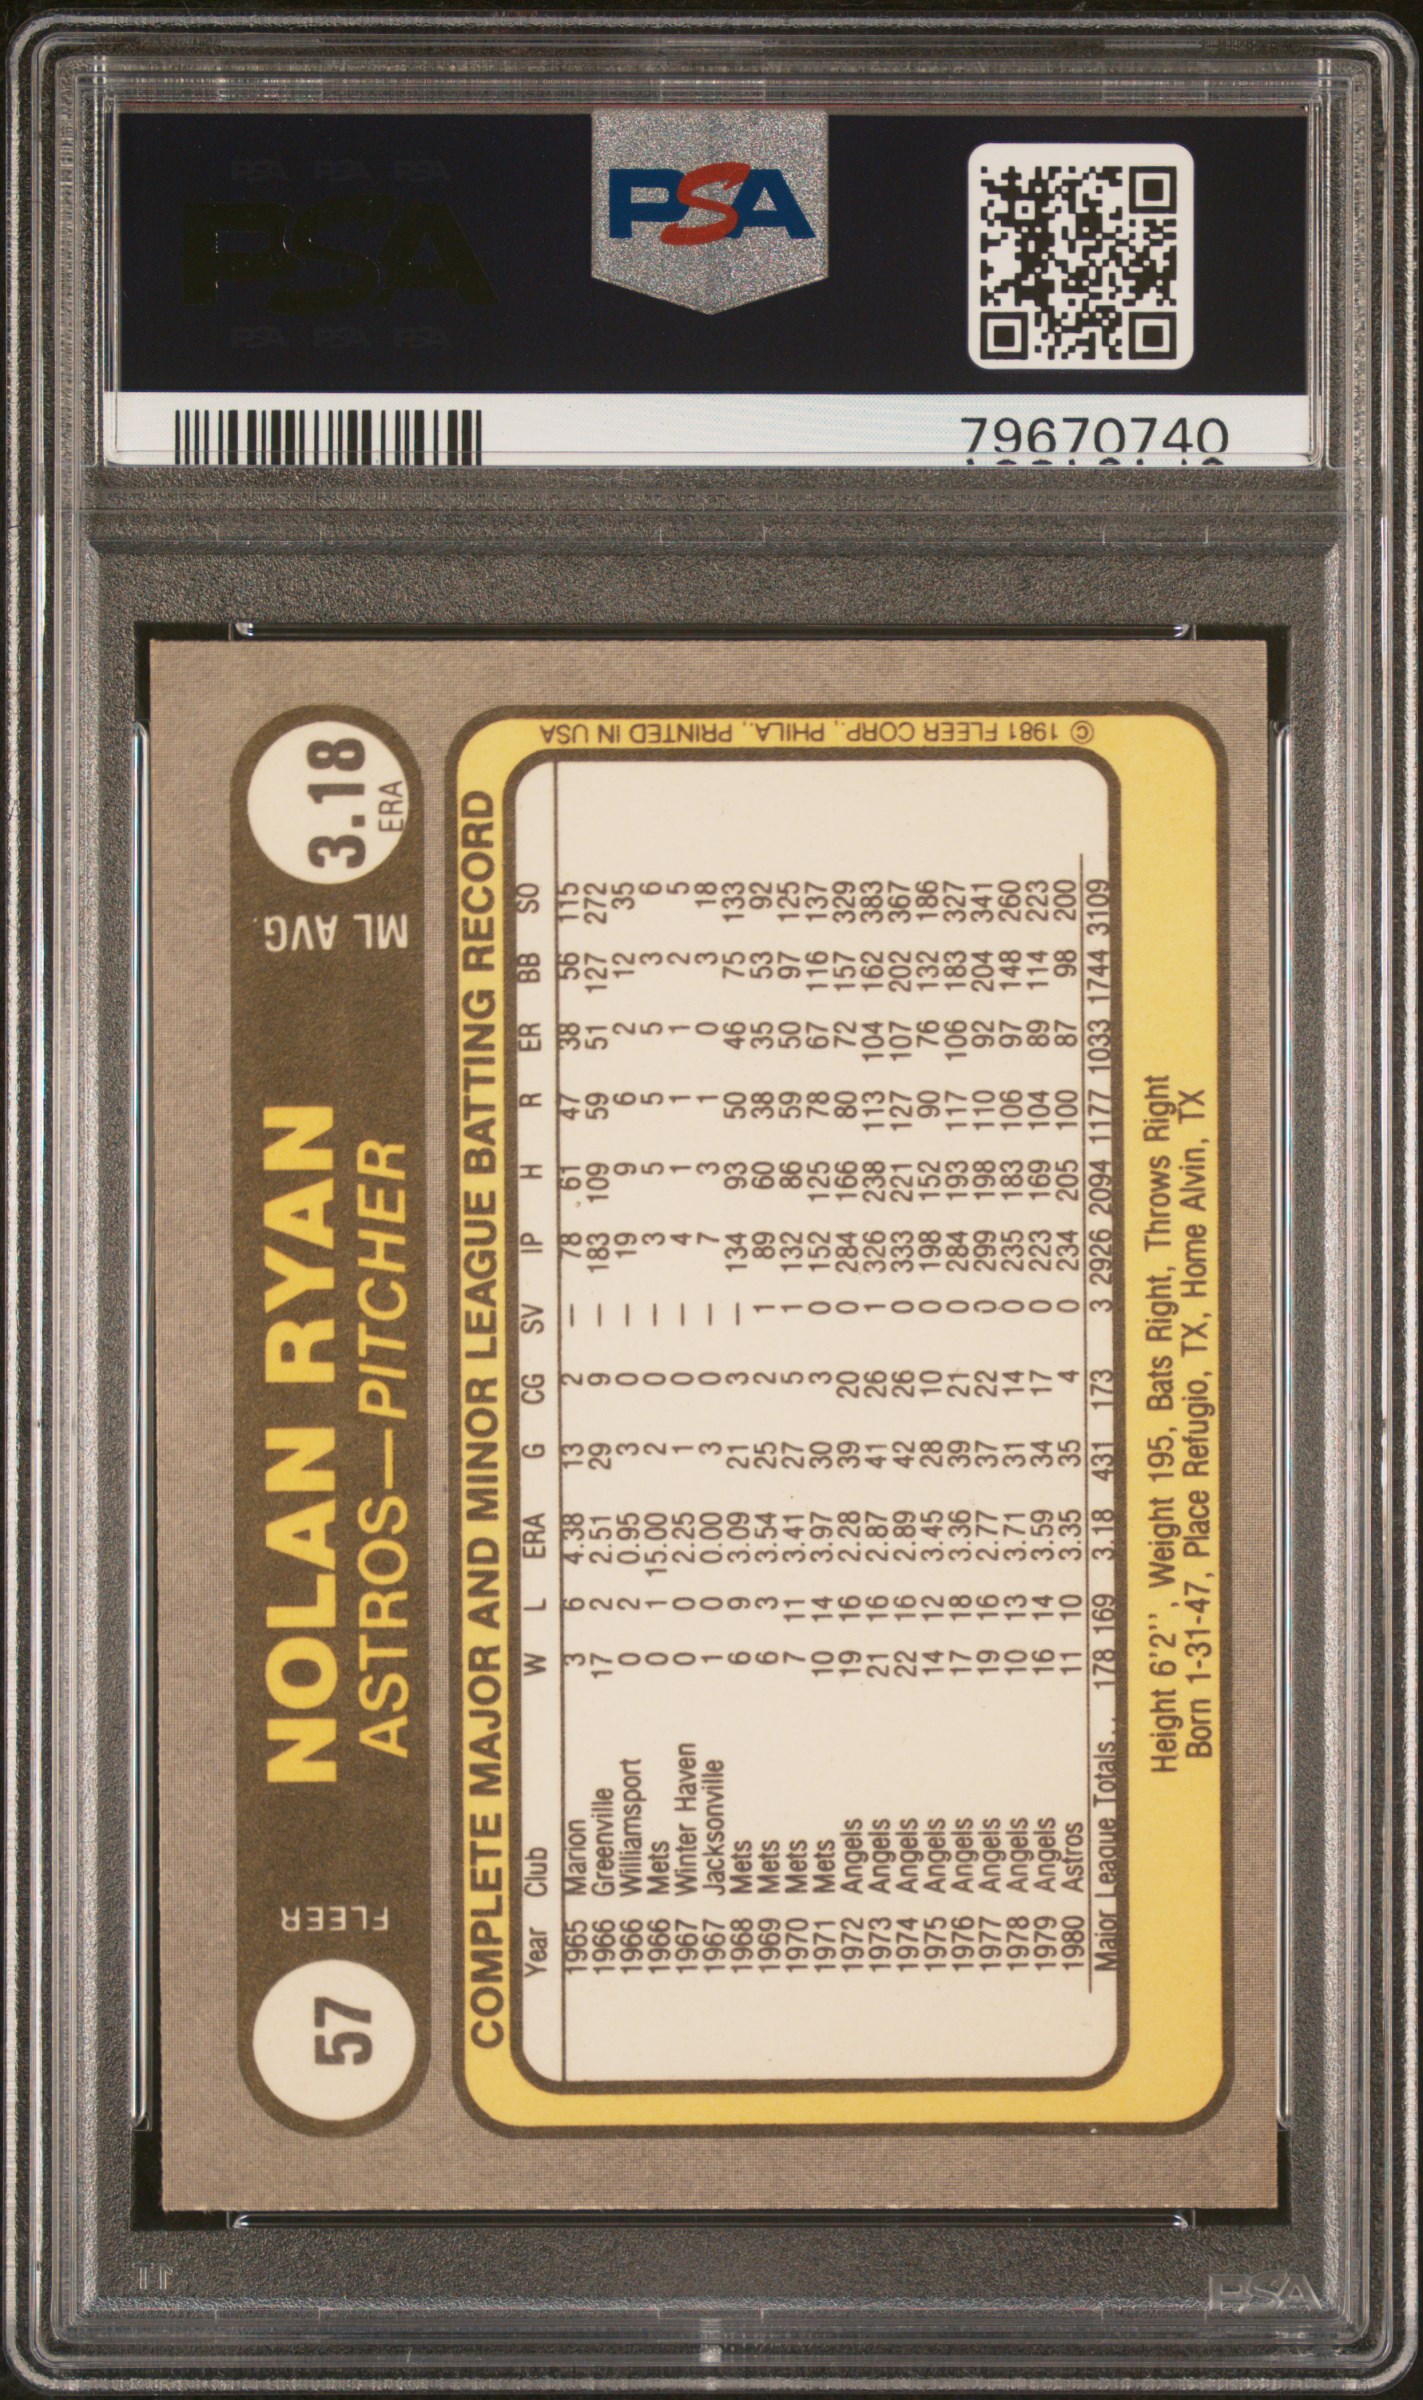 PSA PSA PSA
PSA
PSA PSA PSA
PSA
79670740
57 FLEER NOLAN RYAN ML AVG. 3.18
ASTROS—PITCHER ERA
COMPLETE MAJOR AND MINOR LEAGUE BATTING RECORD
Year Club W L ERA G CG SV IP H R ER BB SO
1965 Marion 3 6 4.38 13 2 — 78 61 47 38 56 115
1966 Greenville 17 2 2.51 29 9 — 183 109 59 51 127 272
1966 Williamsport 0 2 0.95 3 0 — 19 9 6 2 12 35
1966 Mets 0 1 15.00 2 0 — 3 5 5 5 3 6
1967 Winter Haven 0 0 2.25 1 0 — 4 1 1 1 2 5
1967 Jacksonville 1 0 0.00 3 0 — 7 3 1 0 3 18
1968 Mets 6 9 3.09 21 3 — 134 93 50 46 75 133
1969 Mets 6 3 3.54 25 2 1 89 60 38 35 53 92
1970 Mets 7 11 3.41 27 5 1 132 86 59 50 97 125
1971 Mets 10 14 3.97 30 3 0 152 125 78 67 116 137
1972 Angels 19 16 2.28 39 20 0 284 166 80 72 157 329
1973 Angels 21 16 2.87 41 26 1 326 238 113 104 162 383
1974 Angels 22 16 2.89 42 26 0 333 221 127 107 202 367
1975 Angels 14 12 3.45 28 10 0 198 152 90 76 132 186
1976 Angels 17 18 3.36 39 21 0 284 193 117 106 183 327
1977 Angels 19 16 2.77 37 22 0 299 198 110 92 204 341
1978 Angels 10 13 3.71 31 14 0 235 183 106 97 148 260
1979 Angels 16 14 3.59 34 17 0 223 169 104 89 114 223
1980 Astros 11 10 3.35 35 4 0 234 205 100 87 98 200
Major League Totals.. 178 169 3.18 431 173 3 2926 2094 1177 1033 1744 3109
Height 6'2'', Weight 195, Bats Right, Throws Right
Born 1-31-47, Place Refugio, TX, Home Alvin, TX
© 1981 FLEER CORP., PHILA., PRINTED IN USA
PSA